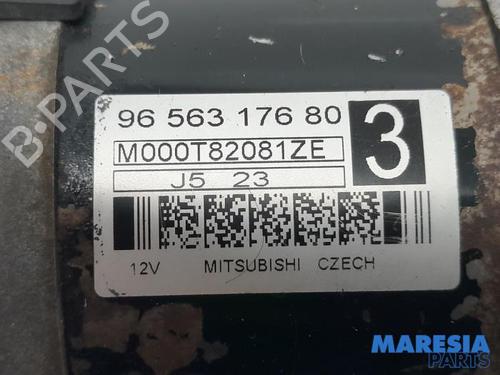 96 563 176 80
3
M000T82081ZE
J5 23
12V MITSUBISHI CZECH
B-PARTS
MARESIA
PARTS